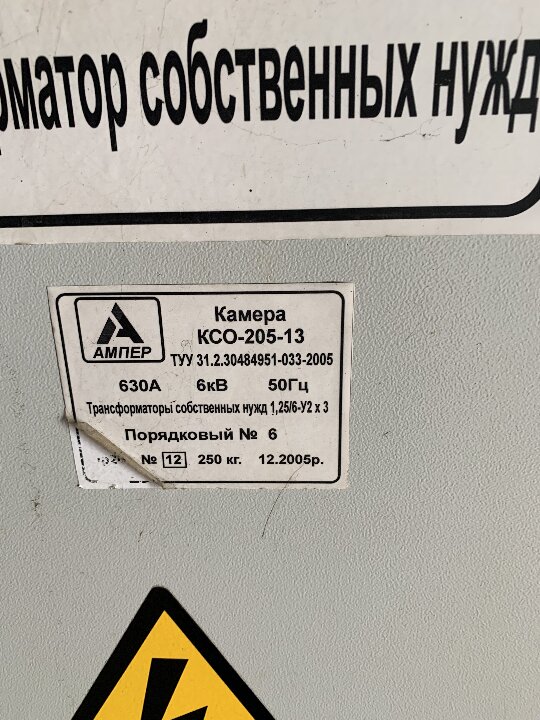 рматор собственных нужд
Камера
КСО-205-13
АМПЕР
ТУУ 31.2.30484951-033-2005
630А 6кВ 50Гц
Трансформаторы собственных нужд 1,25/6-У2 х 3
Порядковый № 6
№ 12 250 кг. 12.2005р.